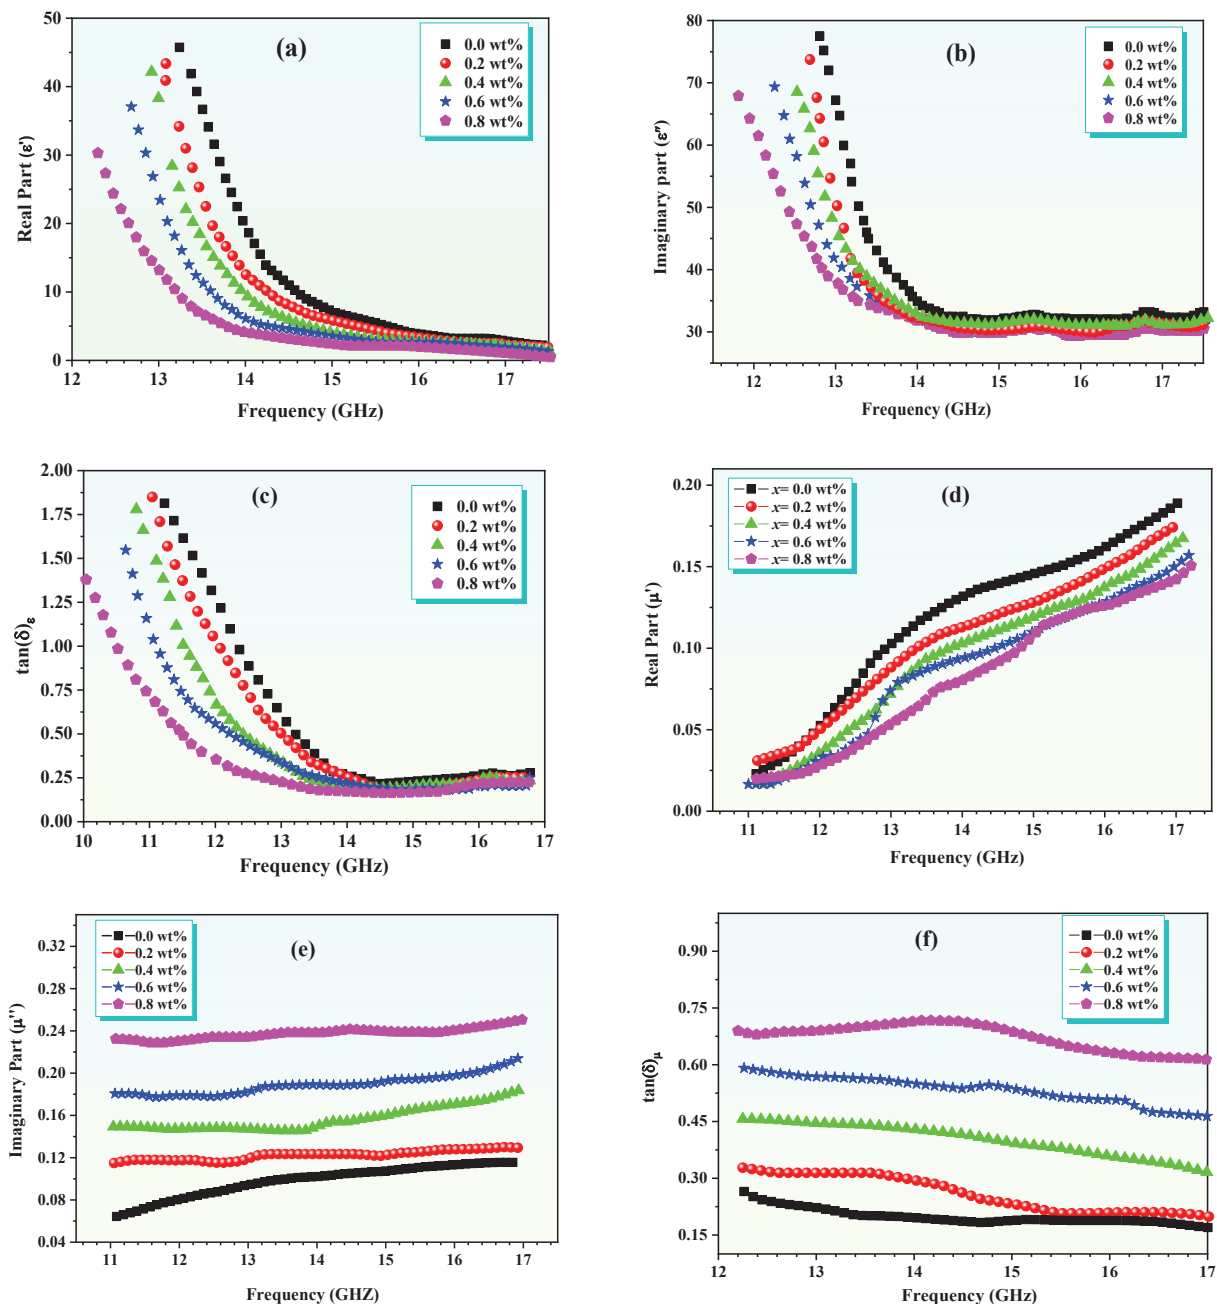 (a)
0.0 wt%
0.2 wt%
0.4 wt%
0.6 wt%
0.8 wt%
Real Part (ε')
50
40
30
20
10
0
12
13
14
15
16
17
Frequency (GHz)
(b)
0.0 wt%
0.2 wt%
0.4 wt%
0.6 wt%
0.8 wt%
Imaginary part (ε'')
80
70
60
50
40
30
12
13
14
15
16
17
Frequency (GHz)
(c)
0.0 wt%
0.2 wt%
0.4 wt%
0.6 wt%
0.8 wt%
tan(δ)ε
2.00
1.75
1.50
1.25
1.00
0.75
0.50
0.25
0.00
10
11
12
13
14
15
16
17
Frequency (GHz)
(d)
x= 0.0 wt%
x= 0.2 wt%
x= 0.4 wt%
x= 0.6 wt%
x= 0.8 wt%
Real Part (μ')
0.20
0.15
0.10
0.05
0.00
11
12
13
14
15
16
17
Frequency (GHz)
(e)
0.0 wt%
0.2 wt%
0.4 wt%
0.6 wt%
0.8 wt%
Imaginary Part (μ'')
0.32
0.28
0.24
0.20
0.16
0.12
0.08
0.04
11
12
13
14
15
16
17
Frequency (GHZ)
(f)
0.0 wt%
0.2 wt%
0.4 wt%
0.6 wt%
0.8 wt%
tan(δ)μ
0.90
0.75
0.60
0.45
0.30
0.15
12
13
14
15
16
17
Frequency (GHz)